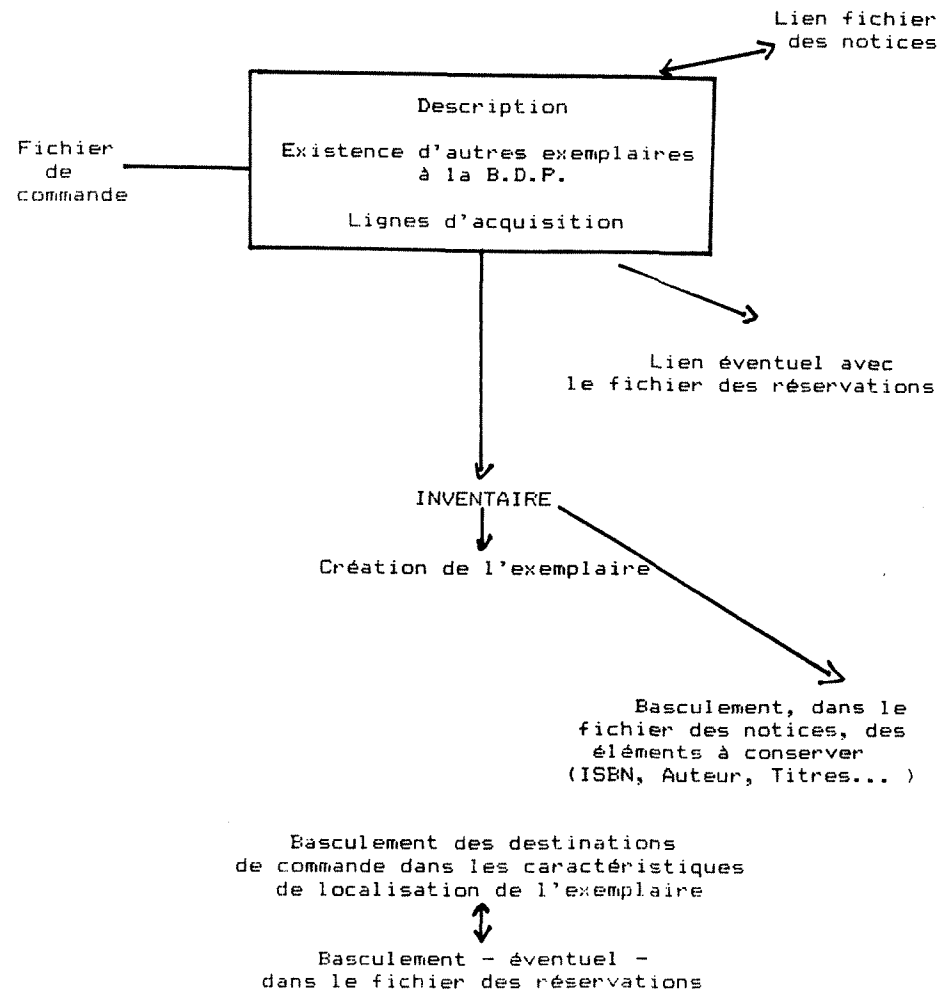 Lien fichier
des notices
Description
Fichier
de
commande
Existence d'autres exemplaires
à la B.D.P.
Lignes d'acquisition
Lien éventuel avec
le fichier des réservations
INVENTAIRE
Création de l'exemplaire
Basculement, dans le
fichier des notices, des
éléments à conserver
(ISBN, Auteur, Titres... )
Basculement des destinations
de commande dans les caractéristiques
de localisation de l'exemplaire
Basculement - éventuel -
dans le fichier des réservations